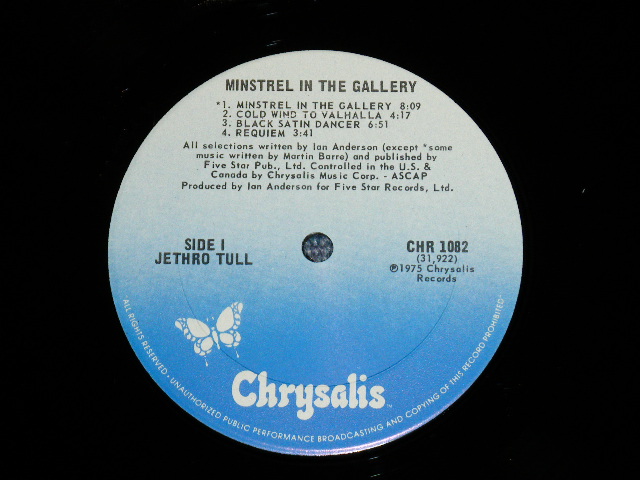 MINSTREL IN THE GALLERY
*1. MINSTREL IN THE GALLERY 8:09
2. COLD WIND TO VALHALLA 4:17
3. BLACK SATIN DANCER 6:51
4. REQUIEM 3:41
All selections written by Ian Anderson (except *some
music written by Martin Barre) and published by
Five Star Pub., Ltd. Controlled in the U.S. &
Canada by Chrysalis Music Corp. - ASCAP
Produced by Ian Anderson for Five Star Records, Ltd.
SIDE I
JETHRO TULL
CHR 1082
(31,922)
℗1975 Chrysalis
Records
Chrysalis™
ALL RIGHTS RESERVED · UNAUTHORIZED PUBLIC PERFORMANCE BROADCASTING AND COPYING OF THIS RECORD PROHIBITED